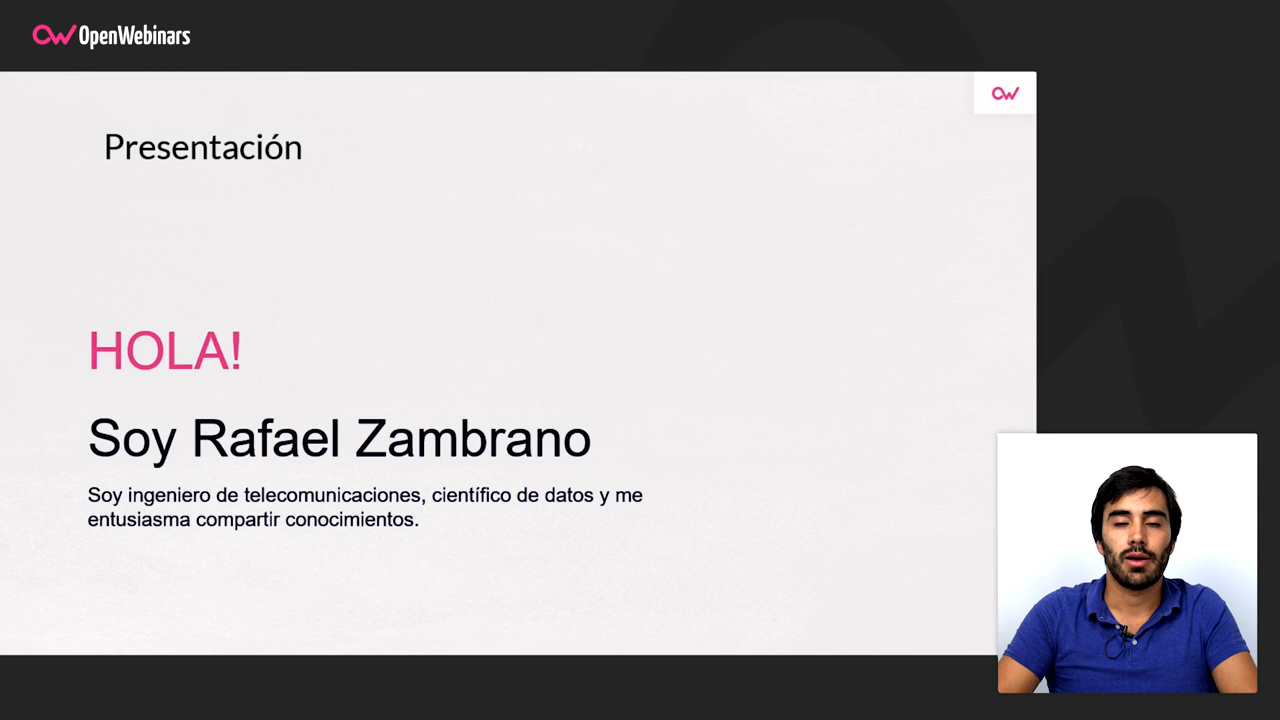 OpenWebinars
Presentación
HOLA!
Soy Rafael Zambrano
Soy ingeniero de telecomunicaciones, científico de datos y me
entusiasma compartir conocimientos.